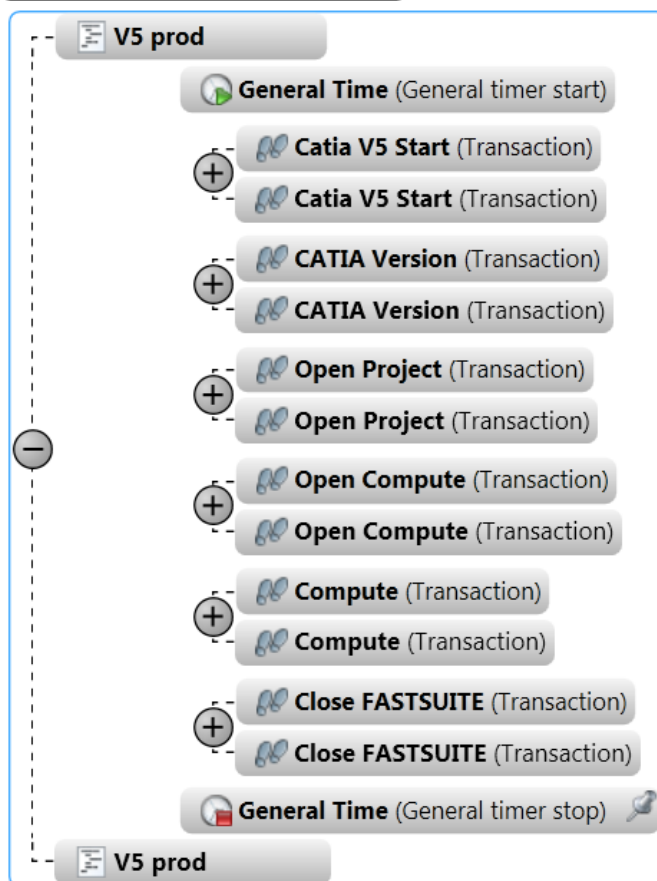 V5 prod
General Time (General timer start)
Catia V5 Start (Transaction)
Catia V5 Start (Transaction)
CATIA Version (Transaction)
CATIA Version (Transaction)
Open Project (Transaction)
Open Project (Transaction)
Open Compute (Transaction)
Open Compute (Transaction)
Compute (Transaction)
Compute (Transaction)
Close FASTSUITE (Transaction)
Close FASTSUITE (Transaction)
General Time (General timer stop)
V5 prod